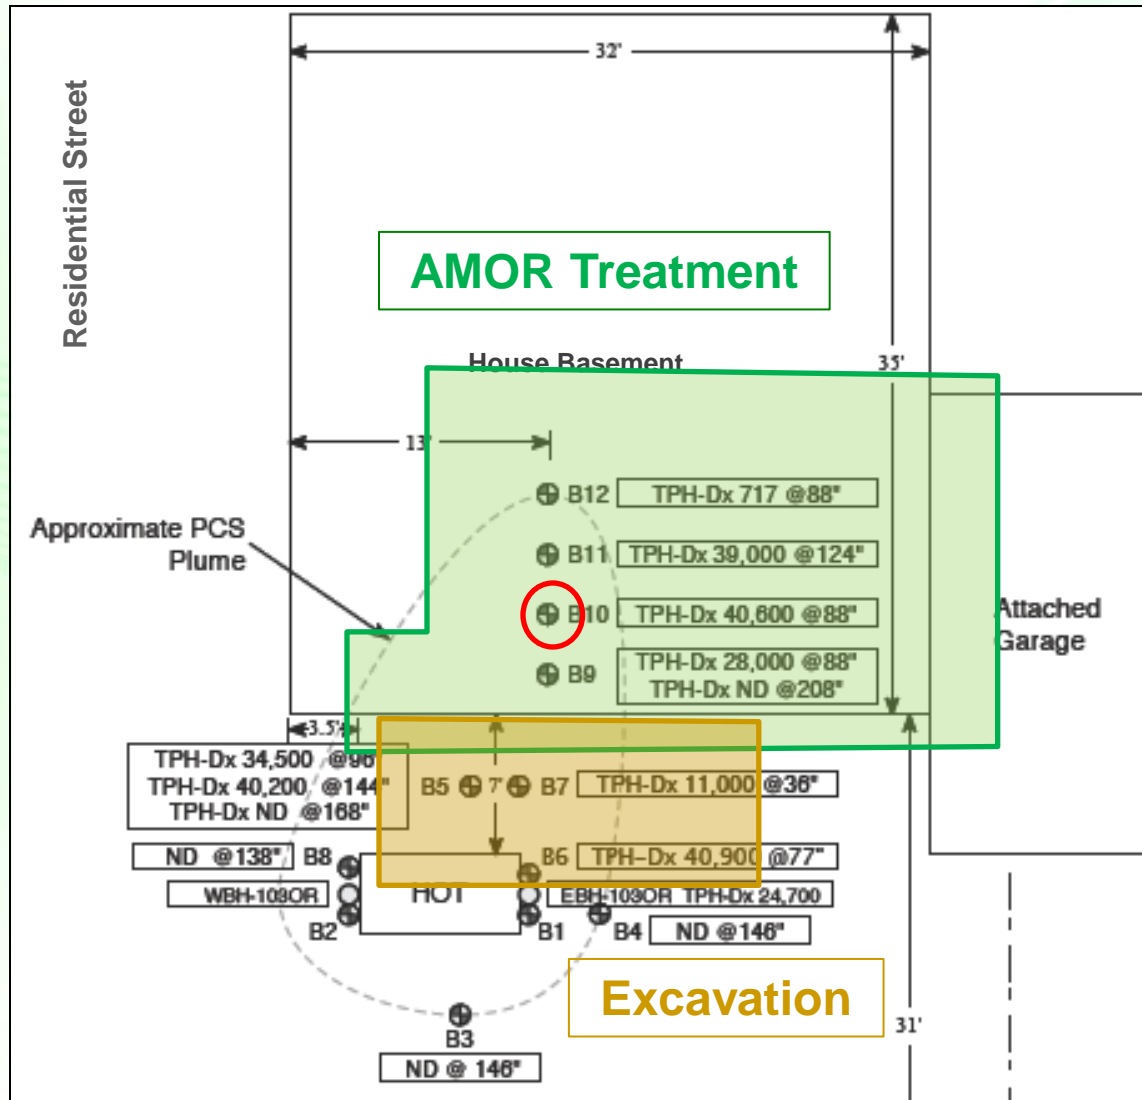 Residential Street
32'
AMOR Treatment
House Basement
35'
13'
B12 TPH-Dx 717 @88"
Approximate PCS
Plume
B11 TPH-Dx 39,000 @124"
B10 TPH-Dx 40,600 @88"
Attached
Garage
B9 TPH-Dx 28,000 @88"
TPH-Dx ND @208"
3.5'
TPH-Dx 34,500 @96"
TPH-Dx 40,200 @144"
TPH-Dx ND @168"
B5 7' B7 TPH-Dx 11,000 @36"
ND @138" B8
B6 TPH-Dx 40,900 @77"
WBH-103OR
HOT
EBH-103OR TPH-Dx 24,700
B2
B1
B4 ND @146"
Excavation
31'
B3
ND @ 146"